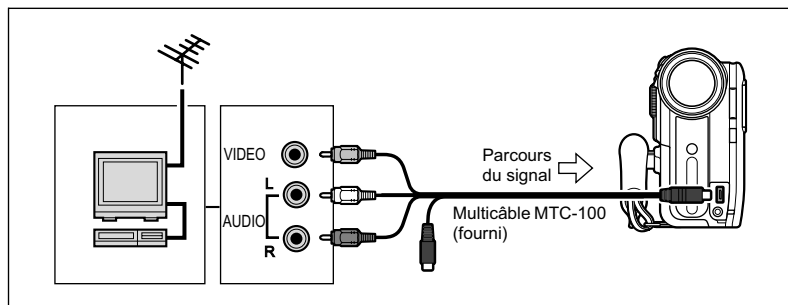 VIDEO
L
AUDIO
R
Parcours
du signal
Multicâble MTC-100
(fourni)